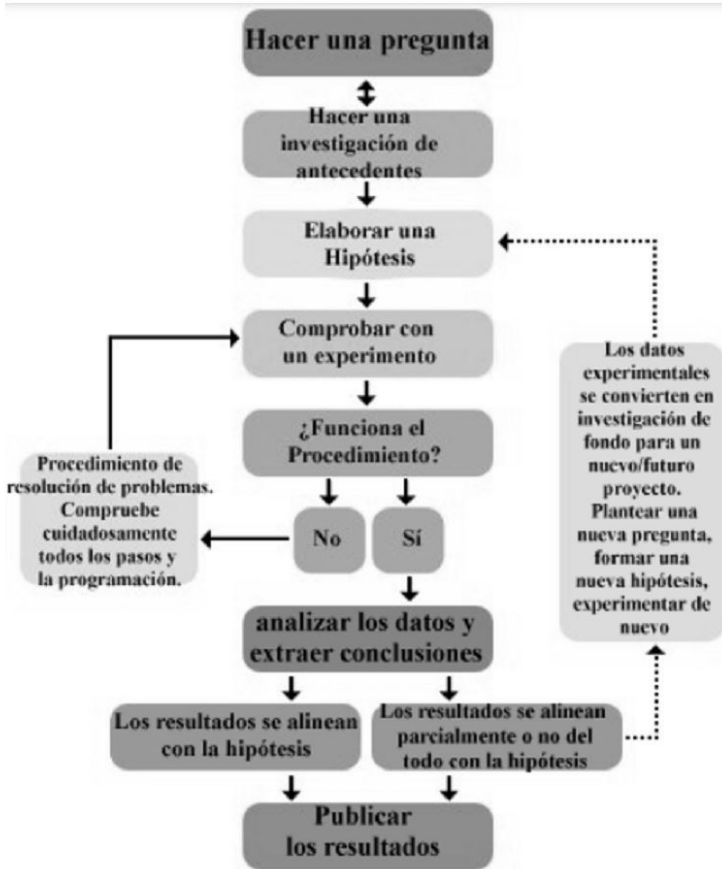 Hacer una pregunta
Hacer una
investigación de
antecedentes
Elaborar una
Hipótesis
Comprobar con
un experimento
¿Funciona el
Procedimiento?
No
Sí
Procedimiento de
resolución de problemas.
Compruebe
cuidadosamente
todos los pasos y
la programación.
Los datos
experimentales
se convierten en
investigación de
fondo para un
nuevo/futuro
proyecto.
Plantear una
nueva pregunta,
formar una
nueva hipótesis,
experimentar de
nuevo
analizar los datos y
extraer conclusiones
Los resultados se alinean
con la hipótesis
Los resultados se alinean
parcialmente o no del
todo con la hipótesis
Publicar
los resultados